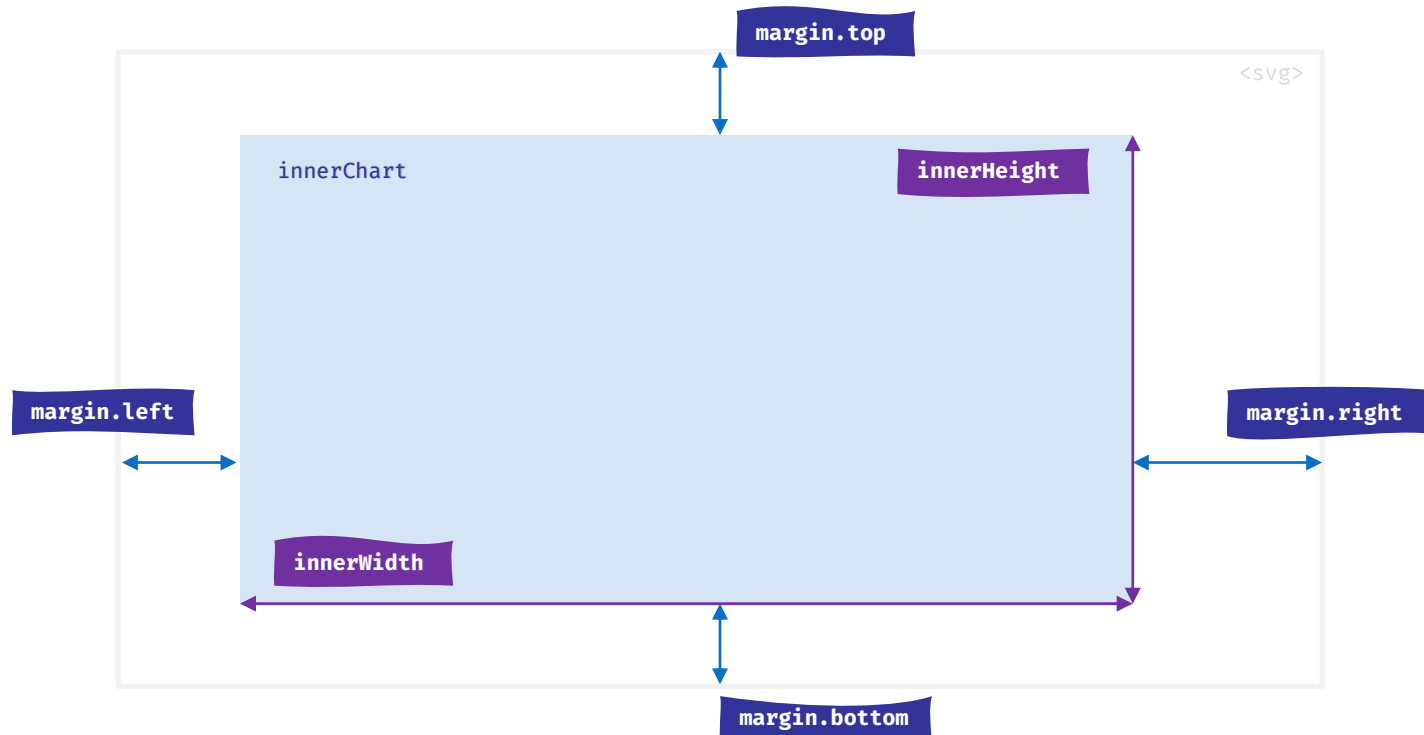 margin.top
<svg>
innerChart
innerHeight
margin.left
margin.right
innerWidth
margin.bottom